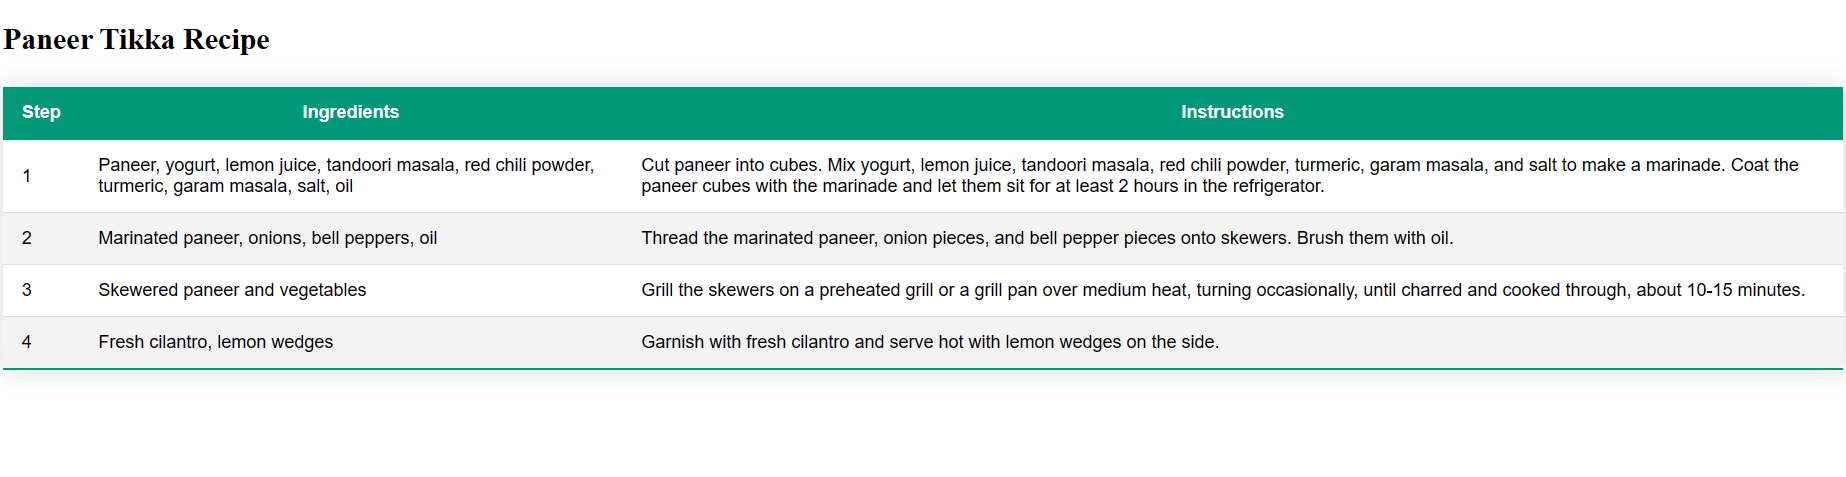 Paneer Tikka Recipe
Step Ingredients Instructions
1 Paneer, yogurt, lemon juice, tandoori masala, red chili powder, turmeric, garam masala, salt, oil Cut paneer into cubes. Mix yogurt, lemon juice, tandoori masala, red chili powder, turmeric, garam masala, and salt to make a marinade. Coat the paneer cubes with the marinade and let them sit for at least 2 hours in the refrigerator.
2 Marinated paneer, onions, bell peppers, oil Thread the marinated paneer, onion pieces, and bell pepper pieces onto skewers. Brush them with oil.
3 Skewered paneer and vegetables Grill the skewers on a preheated grill or a grill pan over medium heat, turning occasionally, until charred and cooked through, about 10-15 minutes.
4 Fresh cilantro, lemon wedges Garnish with fresh cilantro and serve hot with lemon wedges on the side.